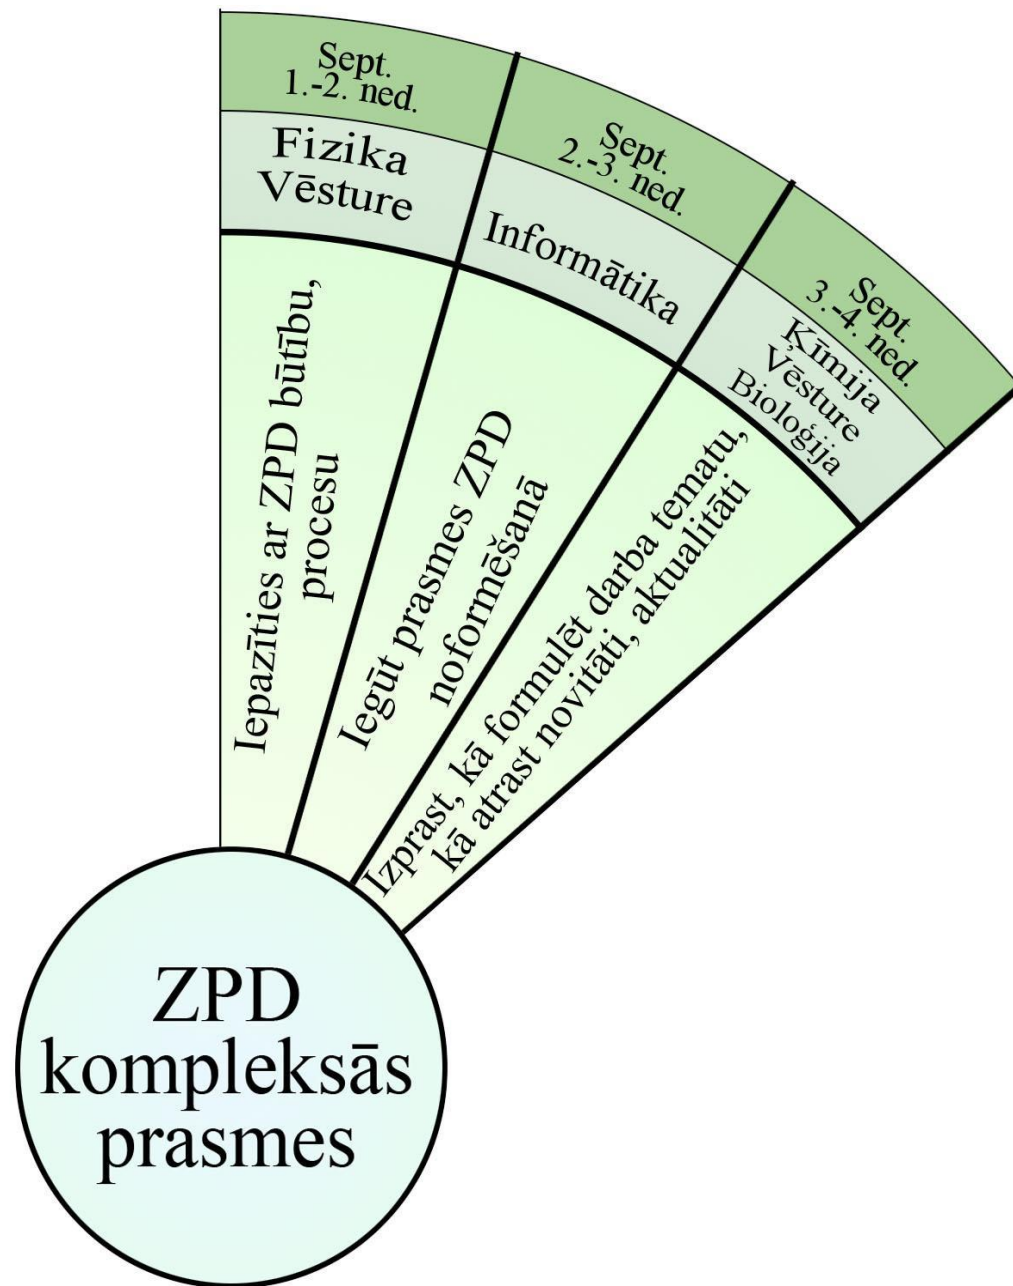 Sept.
1.-2. ned.
Fizika
Vēsture
Iepazīties ar ZPD būtību,
procesu
Sept.
2.-3. ned.
Informātika
Iegūt prasmes ZPD
noformēšanā
Sept.
3.-4. ned.
Ķīmija
Vēsture
Bioloģija
Izprast, kā formulēt darba tematu,
kā atrast novitāti, aktualitāti
ZPD
kompleksās
prasmes